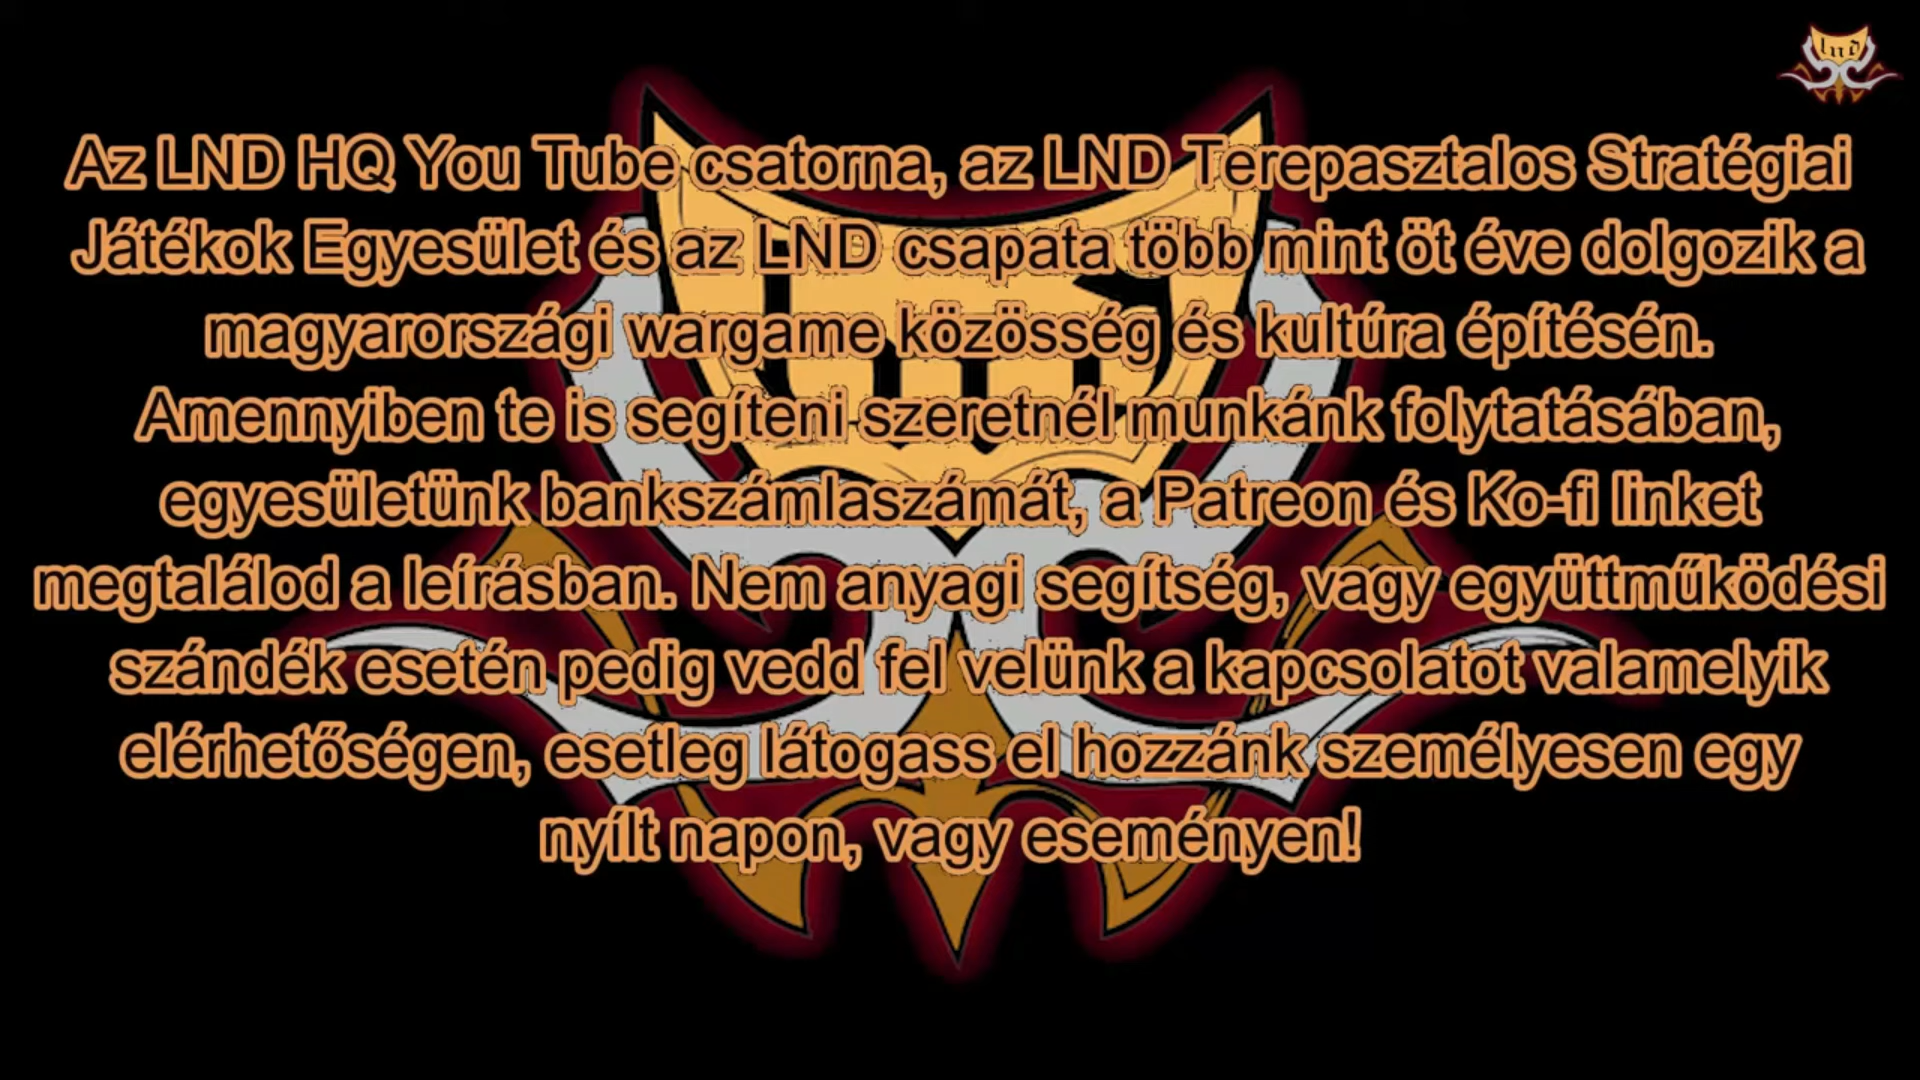 lnd
Az LND HQ You Tube csatorna, az LND Terepasztalos Stratégiai
Játékok Egyesület és az LND csapata több mint öt éve dolgozik a
magyarországi wargame közösség és kultúra építésén.
Amennyiben te is segíteni szeretnél munkánk folytatásában,
egyesületünk bankszámlaszámát, a Patreon és Ko-fi linket
megtalálod a leírásban. Nem anyagi segítség, vagy együttműködési
szándék esetén pedig vedd fel velünk a kapcsolatot valamelyik
elérhetőségen, esetleg látogass el hozzánk személyesen egy
nyílt napon, vagy eseményen!